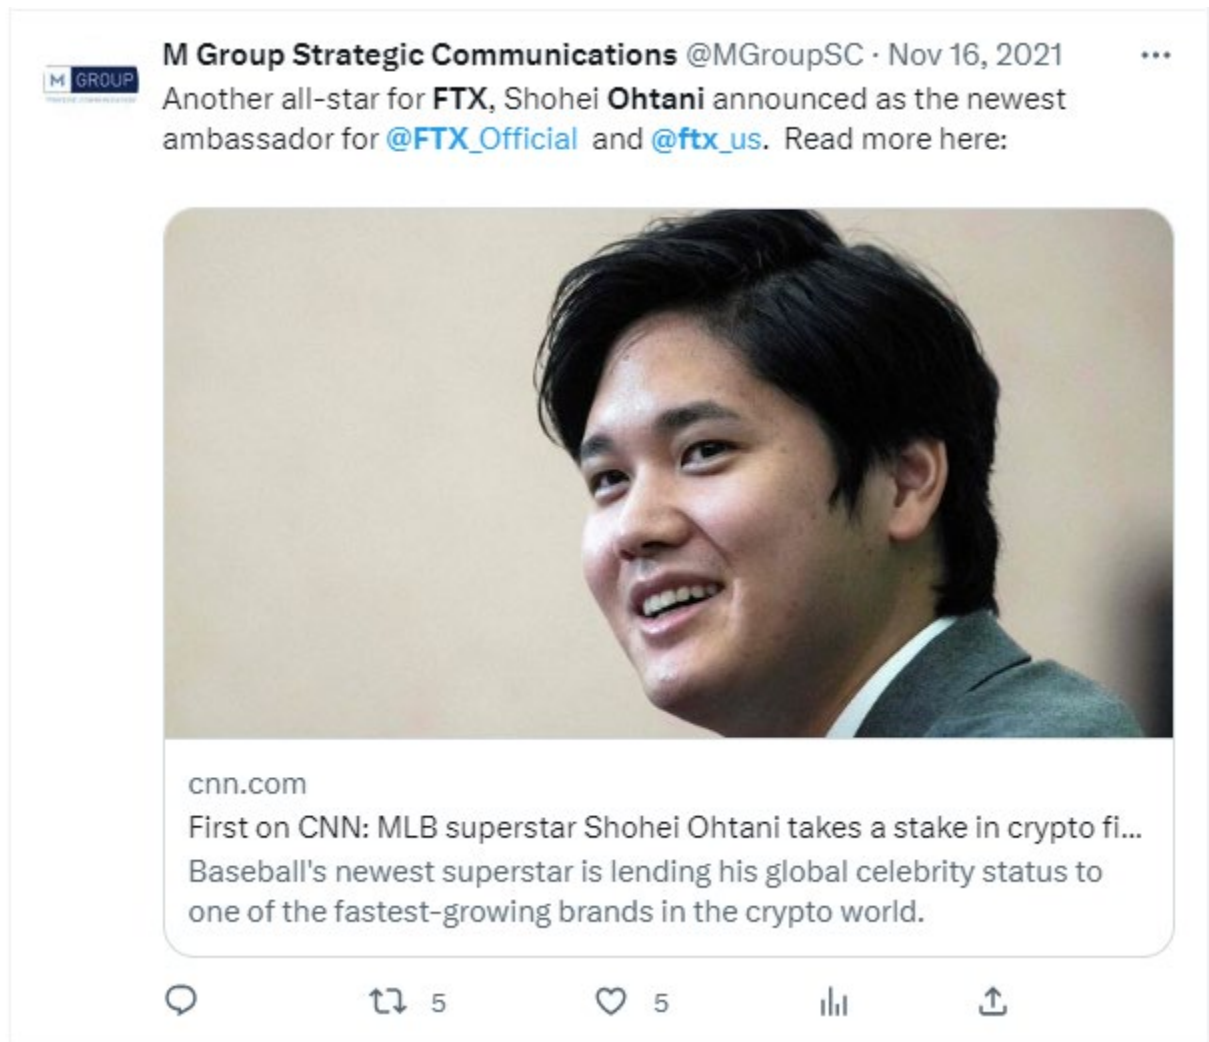 M Group Strategic Communications @MGroupSC · Nov 16, 2021
M GROUP
Another all-star for FTX, Shohei Ohtani announced as the newest
ambassador for @FTX_Official and @ftx_us. Read more here:
cnn.com
First on CNN: MLB superstar Shohei Ohtani takes a stake in crypto fi...
Baseball's newest superstar is lending his global celebrity status to
one of the fastest-growing brands in the crypto world.
5 5